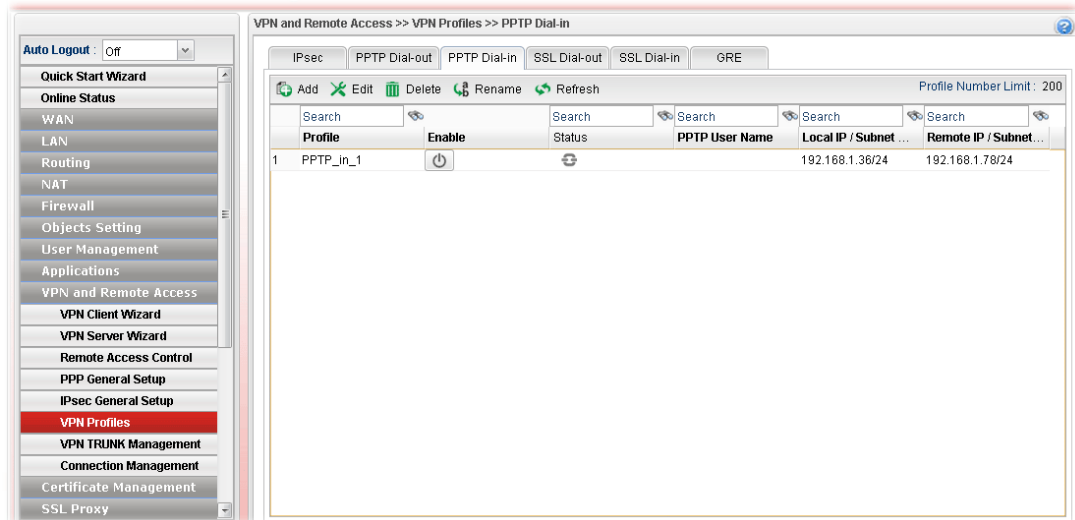 VPN and Remote Access >> VPN Profiles >> PPTP Dial-in
Auto Logout : Off
Quick Start Wizard
Online Status
WAN
LAN
Routing
NAT
Firewall
Objects Setting
User Management
Applications
VPN and Remote Access
VPN Client Wizard
VPN Server Wizard
Remote Access Control
PPP General Setup
IPsec General Setup
VPN Profiles
VPN TRUNK Management
Connection Management
Certificate Management
SSL Proxy
IPsec PPTP Dial-out PPTP Dial-in SSL Dial-out SSL Dial-in GRE
Add Edit Delete Rename Refresh Profile Number Limit : 200
Search Search Search Search Search
Profile Enable Status PPTP User Name Local IP / Subnet ... Remote IP / Subnet...
1 PPTP_in_1 192.168.1.36/24 192.168.1.78/24